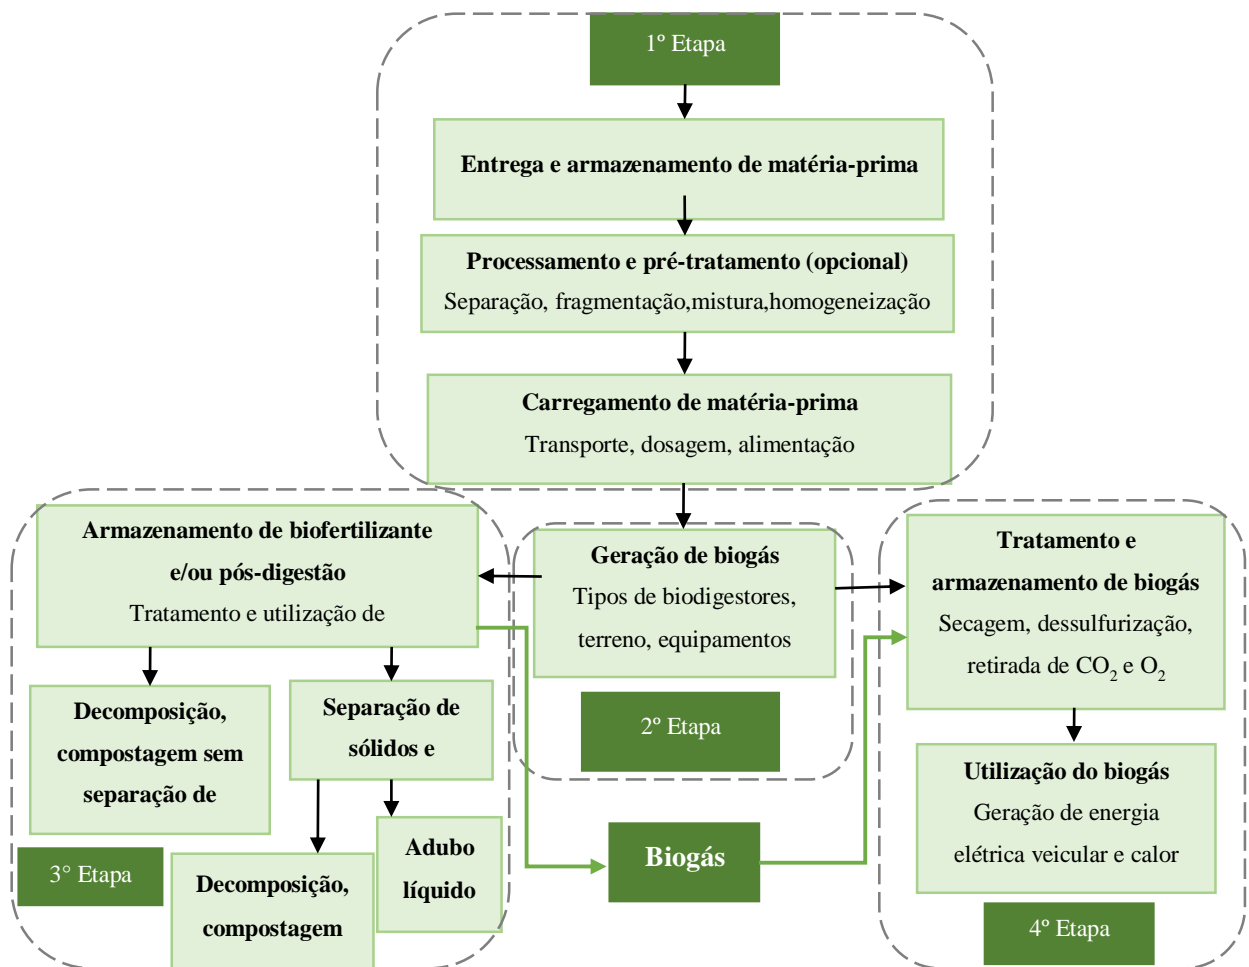 1º Etapa
Entrega e armazenamento de matéria-prima
Processamento e pré-tratamento (opcional)
Separação, fragmentação,mistura,homogeneização
Carregamento de matéria-prima
Transporte, dosagem, alimentação
Armazenamento de biofertilizante
e/ou pós-digestão
Tratamento e utilização de
Decomposição,
compostagem sem
separação de
Separação de
sólidos e
Decomposição,
compostagem
Adubo
líquido
3° Etapa
Geração de biogás
Tipos de biodigestores,
terreno, equipamentos
2º Etapa
Biogás
Tratamento e
armazenamento de biogás
Secagem, dessulfurização,
retirada de CO₂ e O₂
Utilização do biogás
Geração de energia
elétrica veicular e calor
4º Etapa